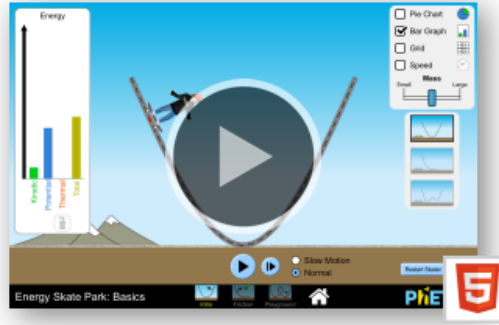 Energy
Kinetic
Potential
Thermal
Total
Pie Chart
Bar Graph
Grid
Speed
Mass
Small
Large
Slow Motion
Normal
Restart Skater
Energy Skate Park: Basics
Intro
Friction
Playground
PhET
5